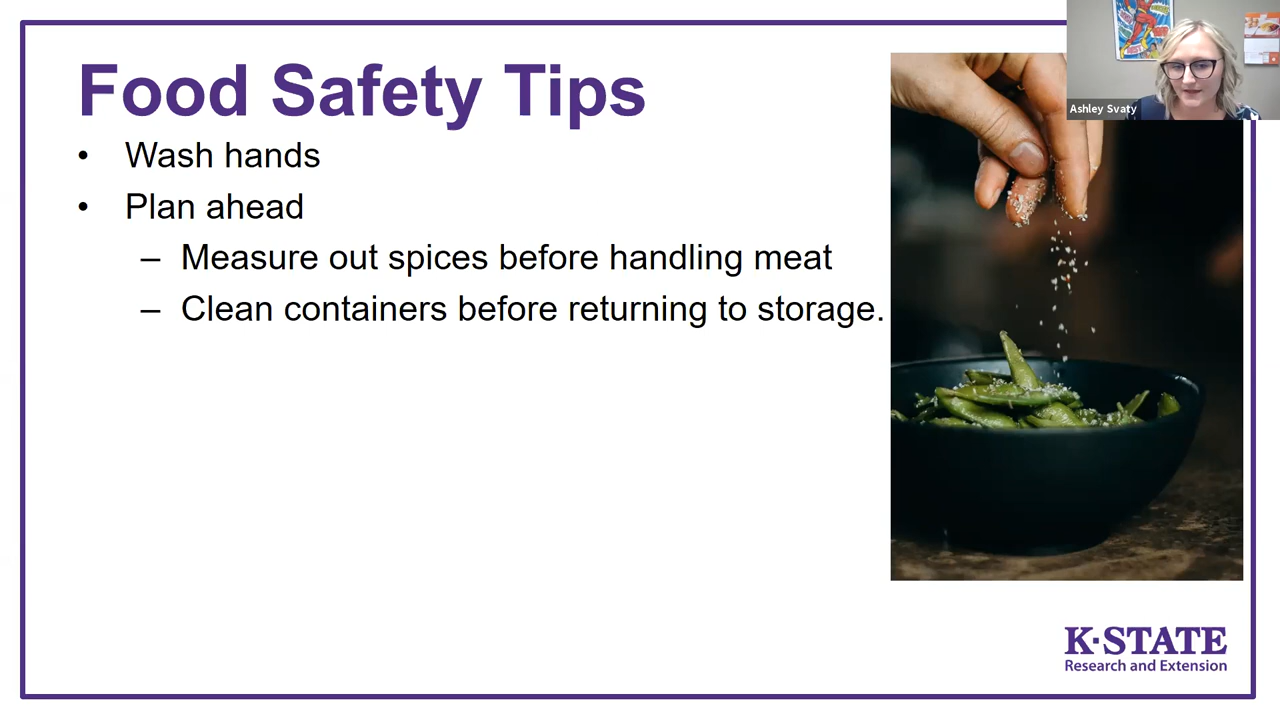 Food Safety Tips
• Wash hands
• Plan ahead
– Measure out spices before handling meat
– Clean containers before returning to storage.
Ashley Svaty
K·STATE
Research and Extension